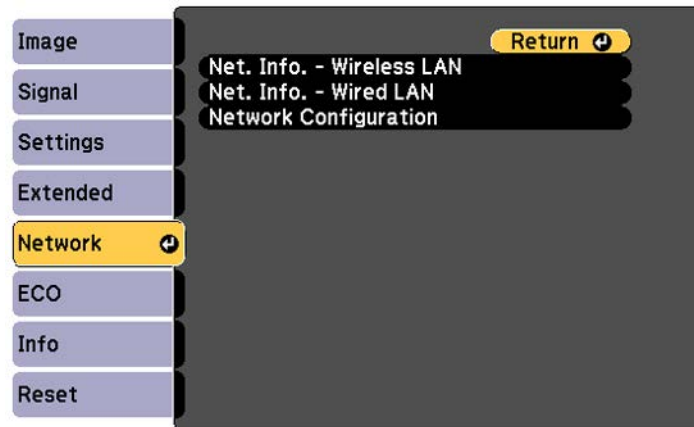 Image
Signal
Settings
Extended
Network
ECO
Info
Reset
Return
Net. Info. - Wireless LAN
Net. Info. - Wired LAN
Network Configuration